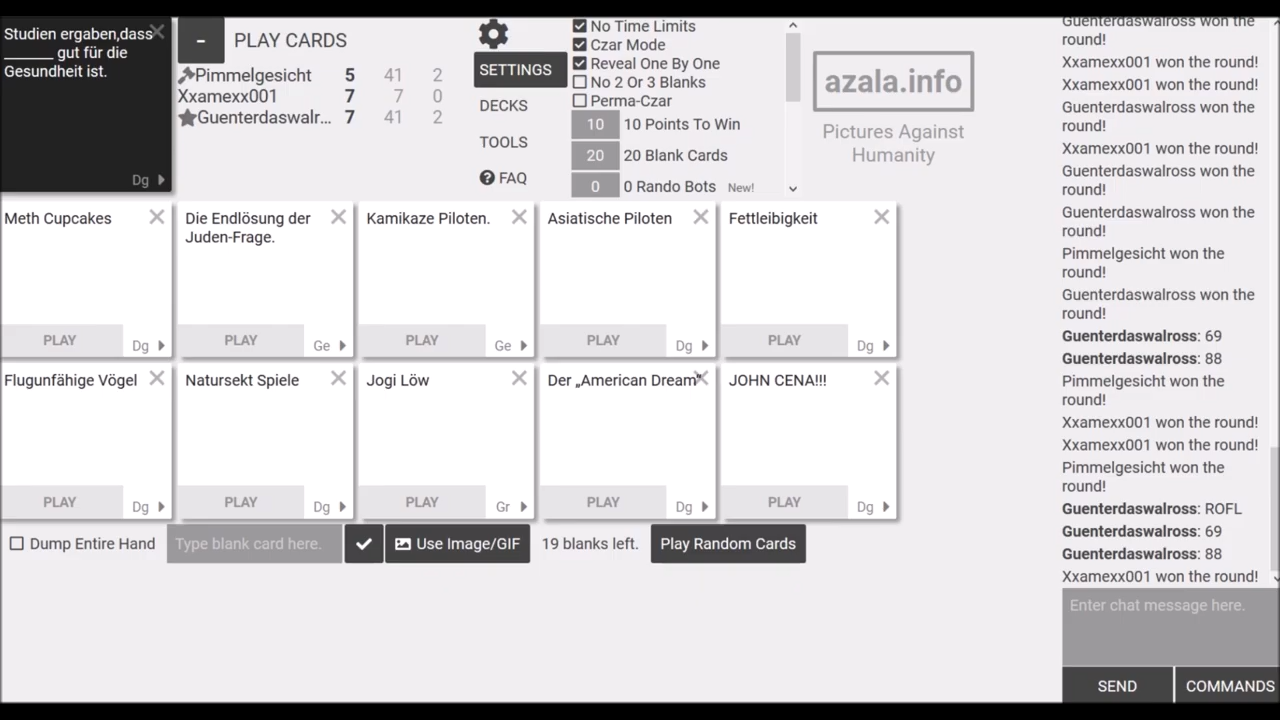 Studien ergaben,dass
______ gut für die
Gesundheit ist.
Dg
-
PLAY CARDS
Pimmelgesicht 5 41 2
Xxamexx001 7 7 0
Guenterdaswalr... 7 41 2
SETTINGS
DECKS
TOOLS
FAQ
No Time Limits
Czar Mode
Reveal One By One
No 2 Or 3 Blanks
Perma-Czar
10 10 Points To Win
20 20 Blank Cards
0 0 Rando Bots New!
azala.info
Pictures Against
Humanity
Meth Cupcakes
PLAY Dg
Die Endlösung der
Juden-Frage.
PLAY Ge
Kamikaze Piloten.
PLAY Ge
Asiatische Piloten
PLAY Dg
Fettleibigkeit
PLAY Dg
Flugunfähige Vögel
PLAY Dg
Natursekt Spiele
PLAY Dg
Jogi Löw
PLAY Gr
Der „American Dream"
PLAY Dg
JOHN CENA!!!
PLAY Dg
Dump Entire Hand
Type blank card here.
Use Image/GIF
19 blanks left.
Play Random Cards
Guenterdaswalross won the
round!
Xxamexx001 won the round!
Xxamexx001 won the round!
Guenterdaswalross won the
round!
Xxamexx001 won the round!
Guenterdaswalross won the
round!
Guenterdaswalross won the
round!
Pimmelgesicht won the
round!
Guenterdaswalross won the
round!
Guenterdaswalross: 69
Guenterdaswalross: 88
Pimmelgesicht won the
round!
Xxamexx001 won the round!
Xxamexx001 won the round!
Pimmelgesicht won the
round!
Guenterdaswalross: ROFL
Guenterdaswalross: 69
Guenterdaswalross: 88
Xxamexx001 won the round!
Enter chat message here.
SEND
COMMANDS